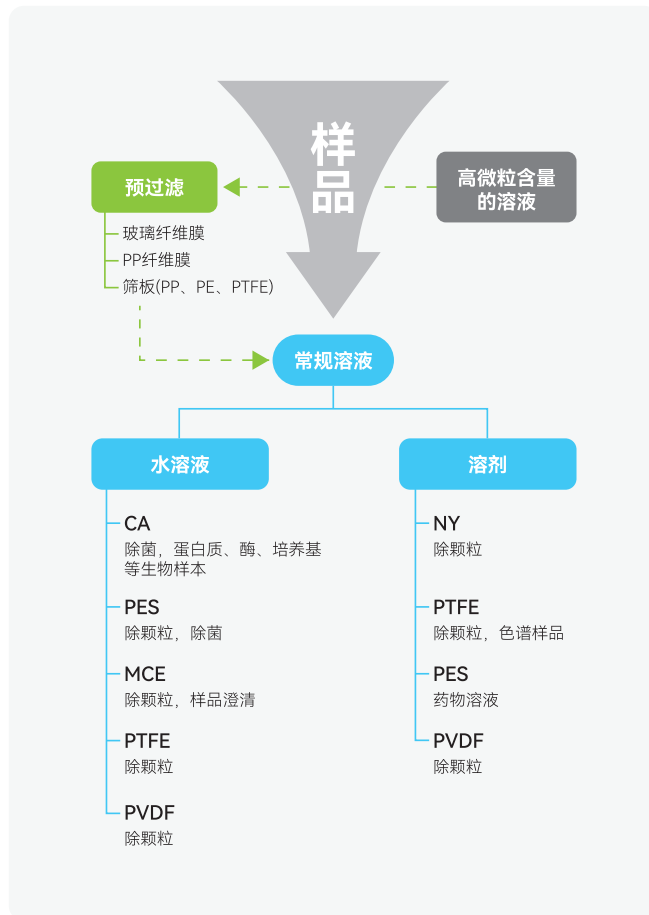 样
品
高微粒含量
的溶液
预过滤
玻璃纤维膜
PP纤维膜
筛板(PP、PE、PTFE)
常规溶液
水溶液
CA
除菌，蛋白质、酶、培养基
等生物样本
PES
除颗粒，除菌
MCE
除颗粒，样品澄清
PTFE
除颗粒
PVDF
除颗粒
溶剂
NY
除颗粒
PTFE
除颗粒，色谱样品
PES
药物溶液
PVDF
除颗粒